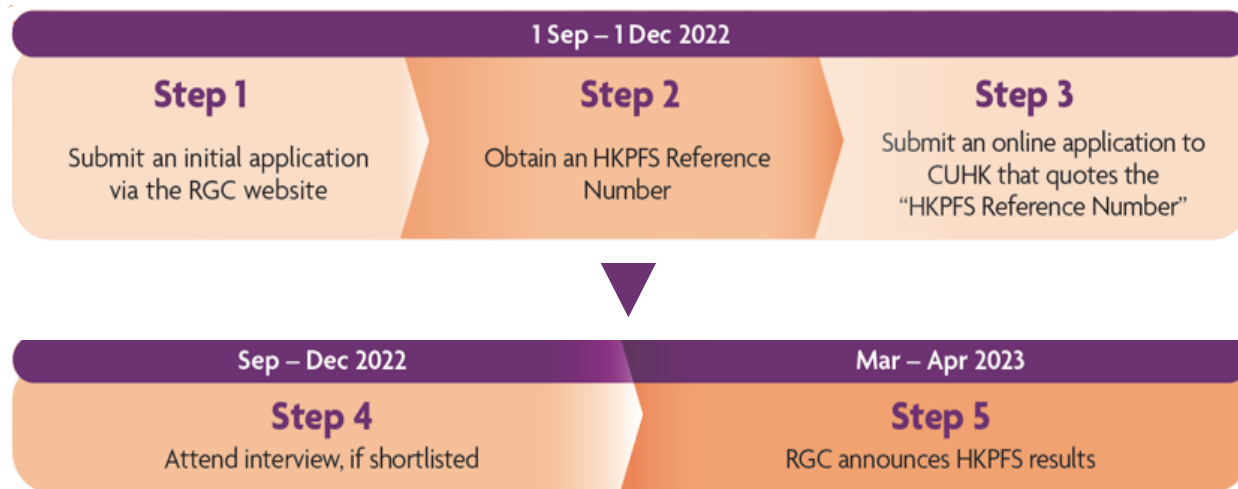 1 Sep – 1 Dec 2022
Step 1
Submit an initial application
via the RGC website
Step 2
Obtain an HKPFS Reference
Number
Step 3
Submit an online application to
CUHK that quotes the
“HKPFS Reference Number”
Sep – Dec 2022
Step 4
Attend interview, if shortlisted
Mar – Apr 2023
Step 5
RGC announces HKPFS results